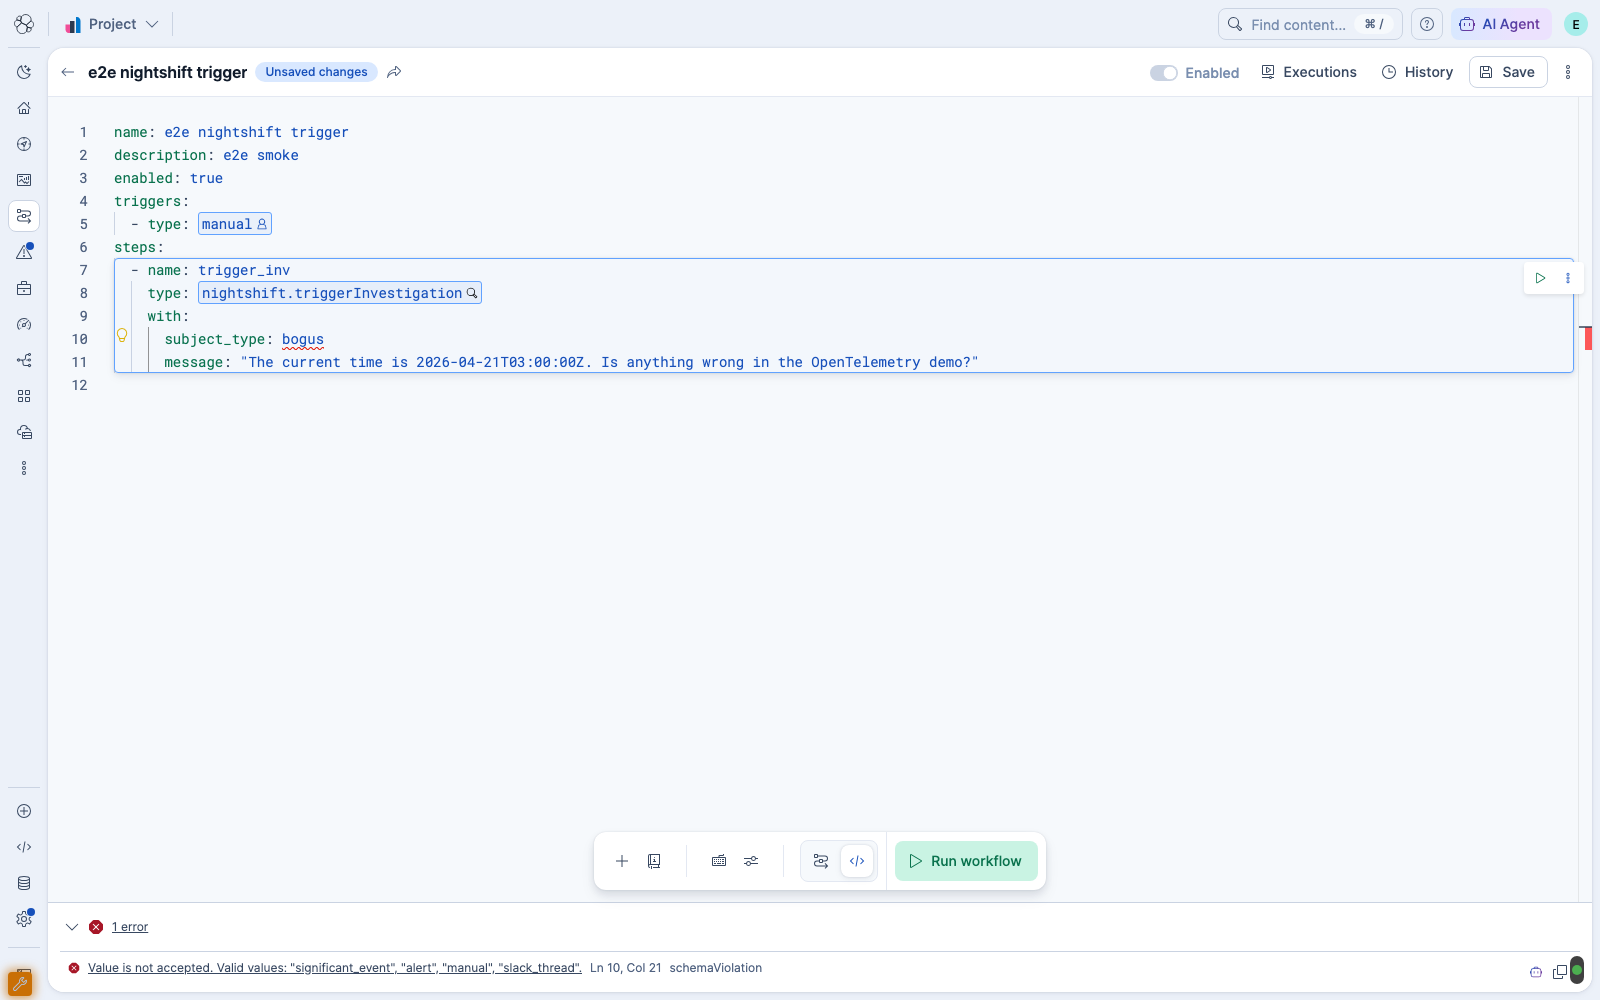 Project
Find content... ⌘ /
AI Agent
E
e2e nightshift trigger
Unsaved changes
Enabled
Executions
History
Save
1 name: e2e nightshift trigger
2 description: e2e smoke
3 enabled: true
4 triggers:
5 - type: manual
6 steps:
7 - name: trigger_inv
8 type: nightshift.triggerInvestigation
9 with:
10 subject_type: bogus
11 message: "The current time is 2026-04-21T03:00:00Z. Is anything wrong in the OpenTelemetry demo?"
12
Run workflow
1 error
Value is not accepted. Valid values: "significant_event", "alert", "manual", "slack_thread". Ln 10, Col 21 schemaViolation